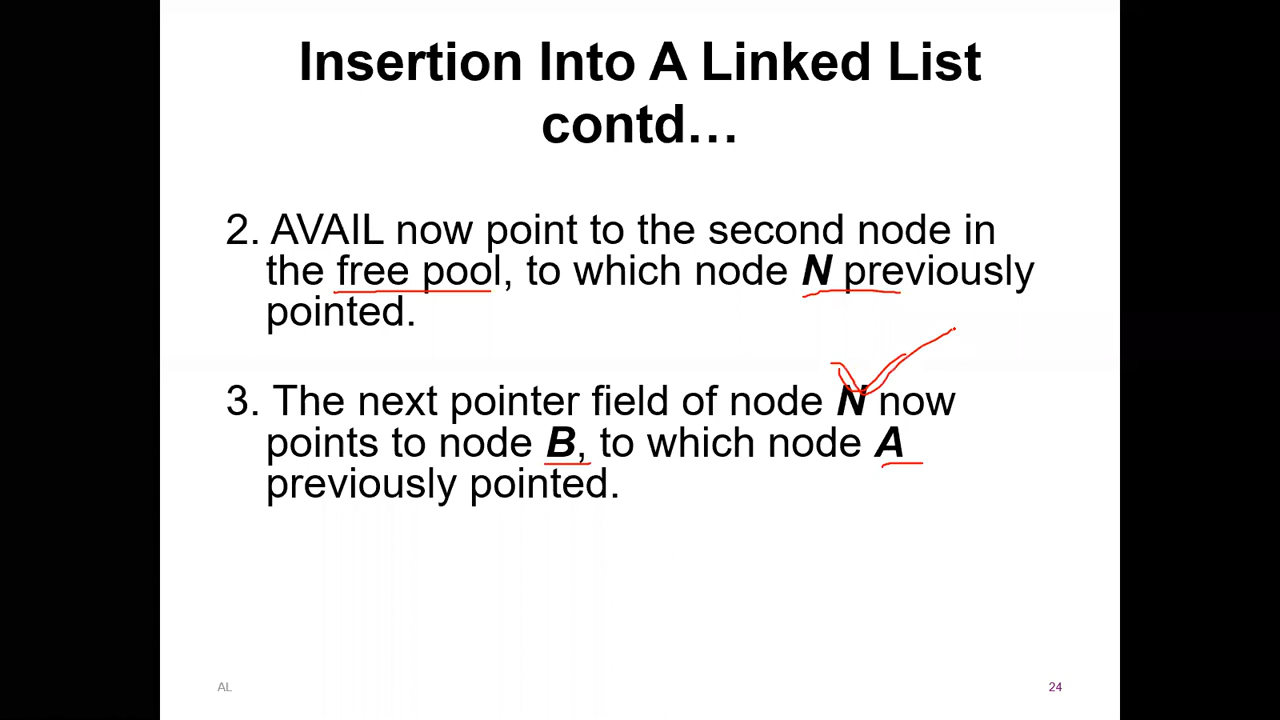 Insertion Into A Linked List
contd…
2. AVAIL now point to the second node in
the free pool, to which node N previously
pointed.
3. The next pointer field of node N now
points to node B, to which node A
previously pointed.
AL
24